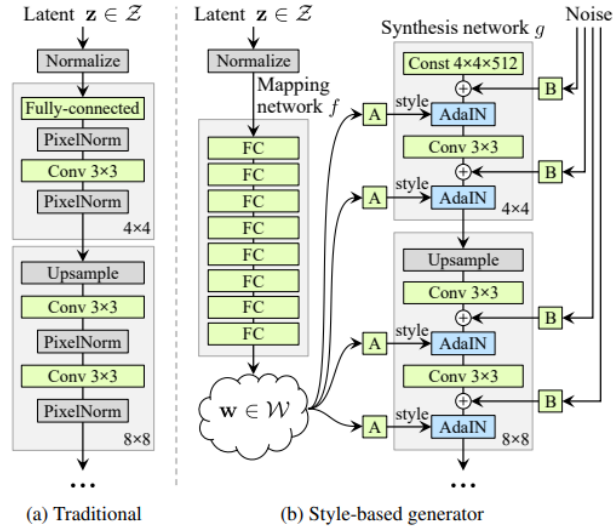 Latent z ∈ Z
Normalize
Fully-connected
PixelNorm
Conv 3×3
PixelNorm
4×4
Upsample
Conv 3×3
PixelNorm
Conv 3×3
PixelNorm
8×8
...
(a) Traditional
Latent z ∈ Z
Normalize
Mapping
network f
FC
FC
FC
FC
FC
FC
FC
FC
w ∈ W
A
style
A
style
A
style
A
style
Synthesis network g
Const 4×4×512
AdaIN
Conv 3×3
AdaIN
4×4
Upsample
Conv 3×3
AdaIN
Conv 3×3
AdaIN
8×8
...
Noise
B
B
B
B
(b) Style-based generator